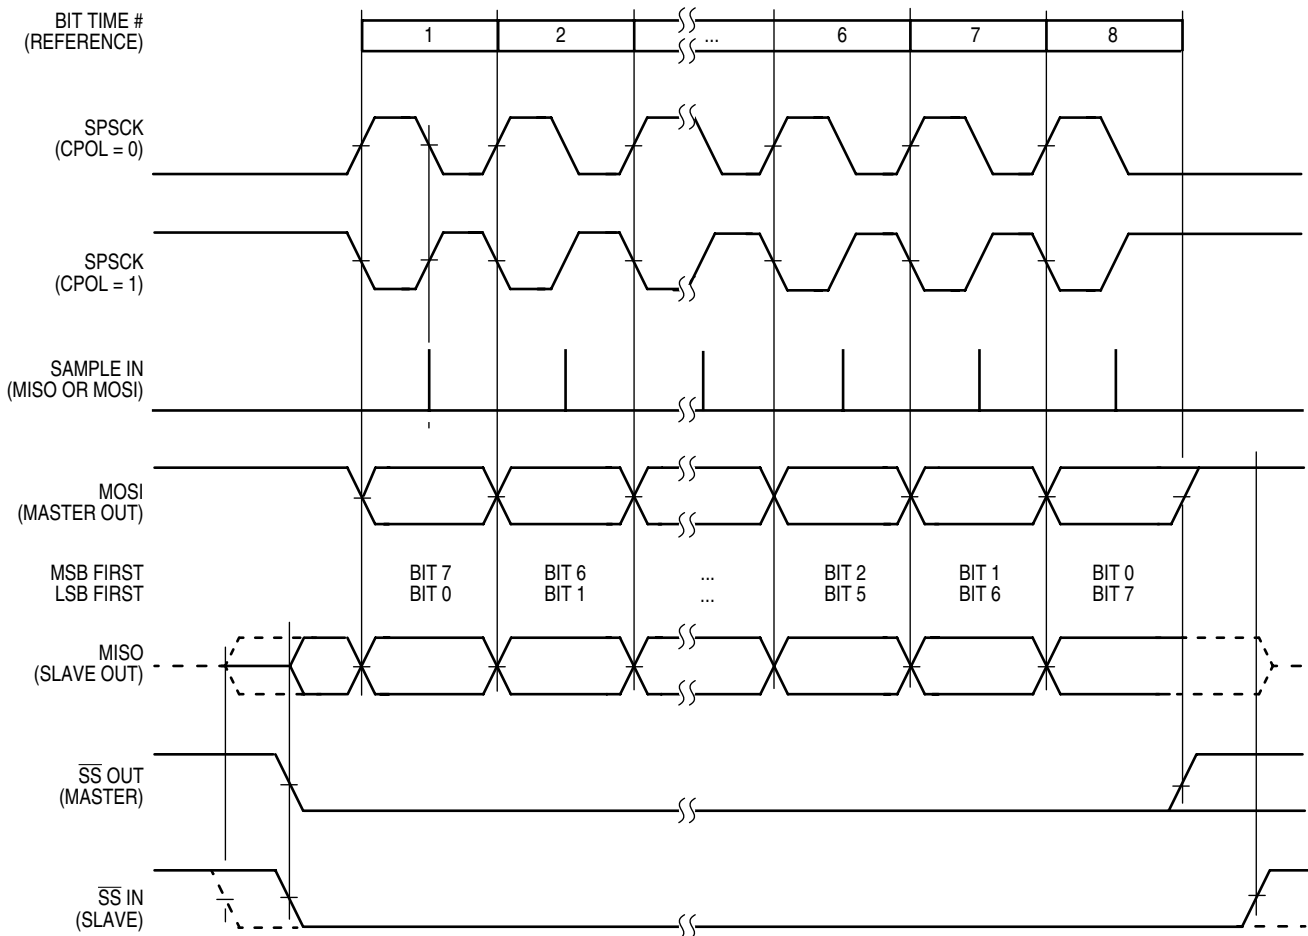 BIT TIME #
(REFERENCE)
1 2 ... 6 7 8
SPSCK
(CPOL = 0)
SPSCK
(CPOL = 1)
SAMPLE IN
(MISO OR MOSI)
MOSI
(MASTER OUT)
MSB FIRST BIT 7 BIT 6 ... BIT 2 BIT 1 BIT 0
LSB FIRST BIT 0 BIT 1 ... BIT 5 BIT 6 BIT 7
MISO
(SLAVE OUT)
S̅S̅ OUT
(MASTER)
S̅S̅ IN
(SLAVE)